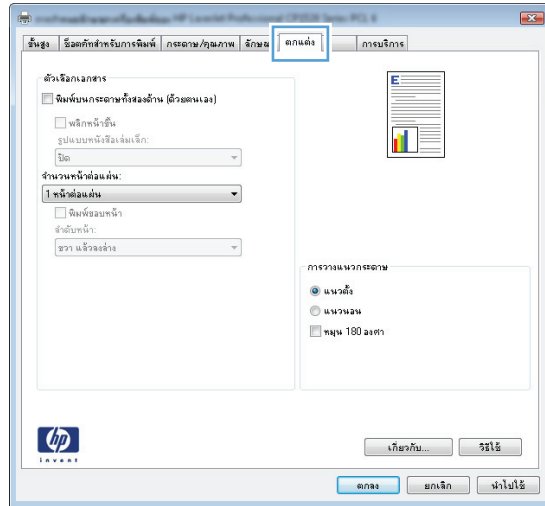 HP LaserJet Professional CP1520 Series PCL 6
ขั้นสูง
ช็อตคัทสำหรับการพิมพ์
กระดาษ/คุณภาพ
ตกแต่ง
การบริการ
ตัวเลือกเอกสาร
พิมพ์บนกระดาษทั้งสองด้าน (ด้วยตนเอง)
พลิกหน้าขึ้น
รูปแบบหนังสือเล่มเล็ก:
ปิด
จำนวนหน้าต่อแผ่น:
1 หน้าต่อแผ่น
พิมพ์ขอบหน้า
ลำดับหน้า:
ขวา แล้วลงล่าง
E
การวางแนวกระดาษ
แนวตั้ง
แนวนอน
หมุน 180 องศา
hp
invent
เกี่ยวกับ...
วิธีใช้
ตกลง
ยกเลิก
นำไปใช้